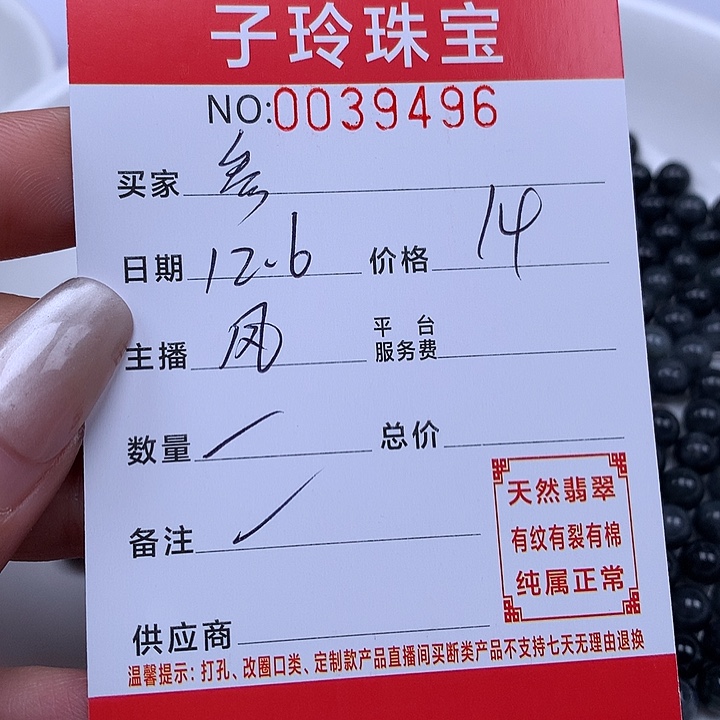 子玲珠宝
NO:0039496
买家
日期 12-6 价格 14
主播 风 平台服务费
数量 一 总价
备注
供应商
天然翡翠
有纹有裂有棉
纯属正常
温馨提示:打孔、改圈口类、定制款产品直播间买断类产品不支持七天无理由退换